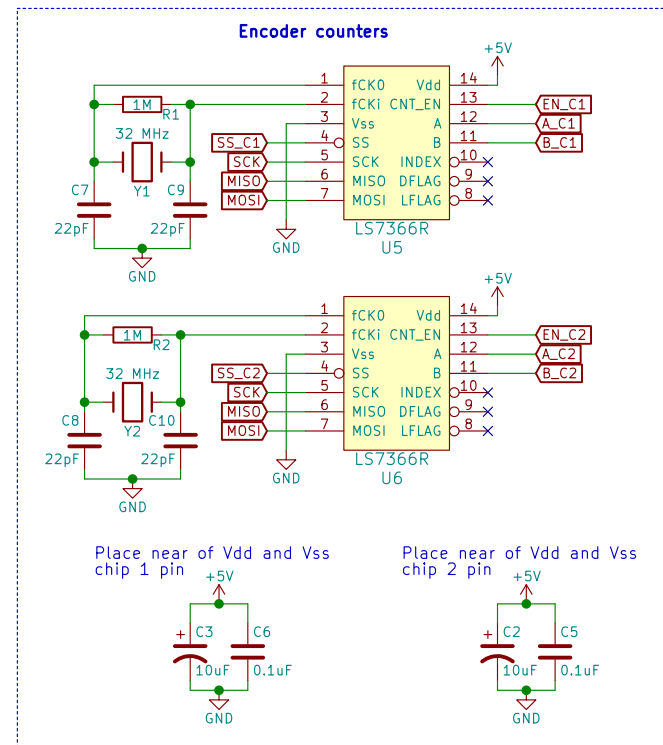 Encoder counters
+5V
1 fCKO Vdd 14
1M R1
2 fCKi CNT_EN 13 EN_C1
3 Vss A 12 A_C1
32 MHz
SS_C1 4 SS B 11 B_C1
SCK 5 SCK INDEX 10
MISO 6 MISO DFLAG 9
C7 Y1 C9
MOSI 7 MOSI LFLAG 8
22pF 22pF
LS7366R
GND
U5
GND
+5V
1 fCKO Vdd 14
1M R2
2 fCKi CNT_EN 13 EN_C2
3 Vss A 12 A_C2
32 MHz
SS_C2 4 SS B 11 B_C2
SCK 5 SCK INDEX 10
MISO 6 MISO DFLAG 9
C8 Y2 C10
MOSI 7 MOSI LFLAG 8
22pF 22pF
LS7366R
GND
U6
GND
Place near of Vdd and Vss
chip 1 pin
+5V
+ C3 C6
10uF 0.1uF
GND
Place near of Vdd and Vss
chip 2 pin
+5V
+ C2 C5
10uF 0.1uF
GND